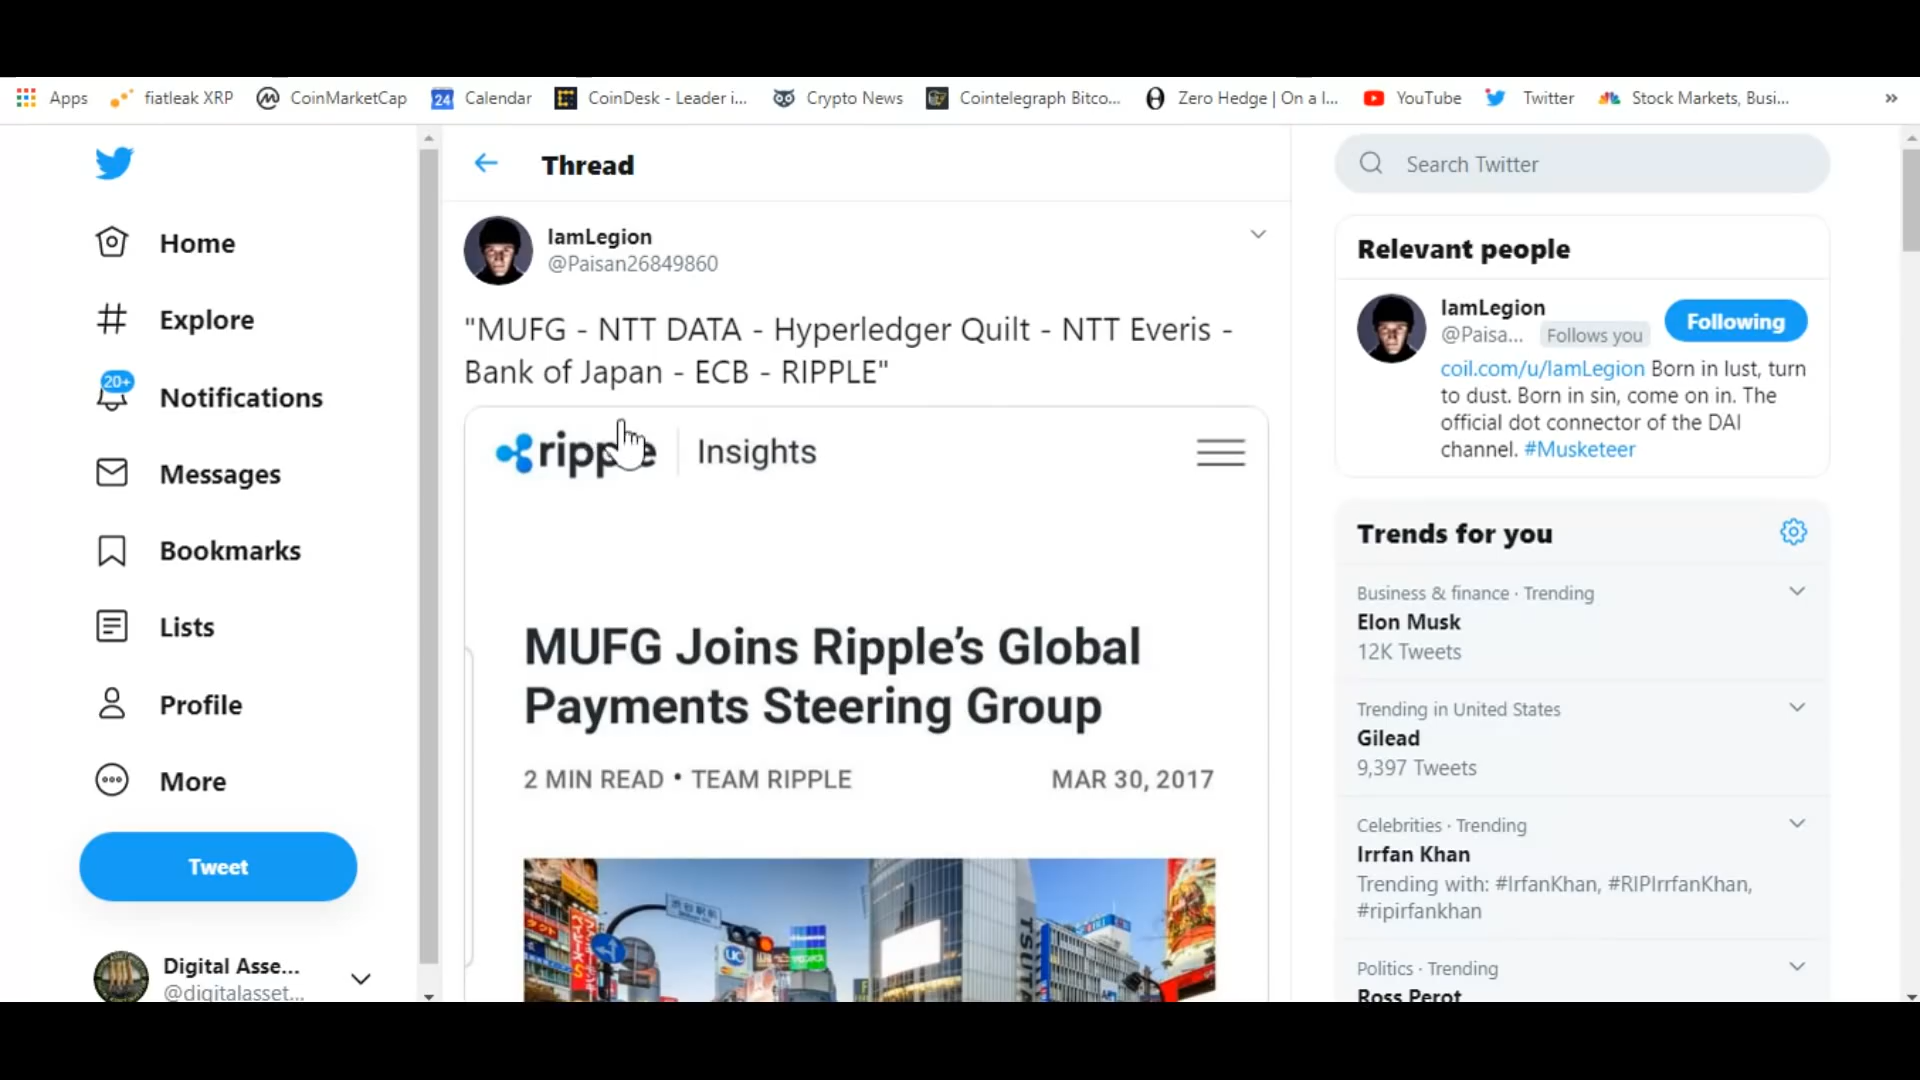 Apps
fiatleak XRP
CoinMarketCap
24
Calendar
CoinDesk - Leader i...
Crypto News
Cointelegraph Bitco...
Zero Hedge | On a l...
YouTube
Twitter
Stock Markets, Busi...
»
Home
Explore
20+
Notifications
Messages
Bookmarks
Lists
Profile
More
Tweet
Digital Asse...
@digitalasset...
Thread
IamLegion
@Paisan26849860
"MUFG - NTT DATA - Hyperledger Quilt - NTT Everis -
Bank of Japan - ECB - RIPPLE"
ripple
Insights
MUFG Joins Ripple's Global
Payments Steering Group
2 MIN READ • TEAM RIPPLE
MAR 30, 2017
Search Twitter
Relevant people
IamLegion
@Paisa...
Follows you
Following
coil.com/u/IamLegion Born in lust, turn
to dust. Born in sin, come on in. The
official dot connector of the DAI
channel. #Musketeer
Trends for you
Business & finance · Trending
Elon Musk
12K Tweets
Trending in United States
Gilead
9,397 Tweets
Celebrities · Trending
Irrfan Khan
Trending with: #IrfanKhan, #RIPIrrfanKhan,
#ripirfankhan
Politics · Trending
Ross Perot